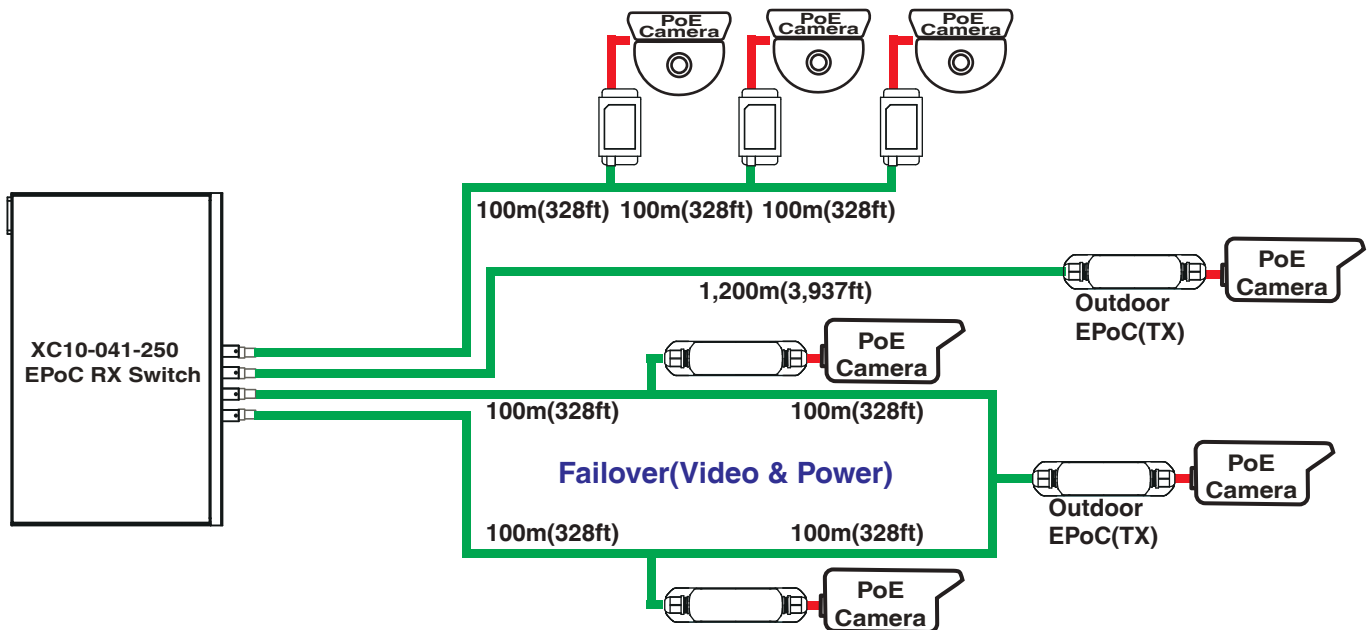 PoE
Camera
PoE
Camera
PoE
Camera
100m(328ft) 100m(328ft) 100m(328ft)
1,200m(3,937ft)
PoE
Camera
Outdoor
EPoC(TX)
XC10-041-250
EPoC RX Switch
PoE
Camera
100m(328ft)
100m(328ft)
Failover(Video & Power)
PoE
Camera
Outdoor
EPoC(TX)
100m(328ft)
100m(328ft)
PoE
Camera